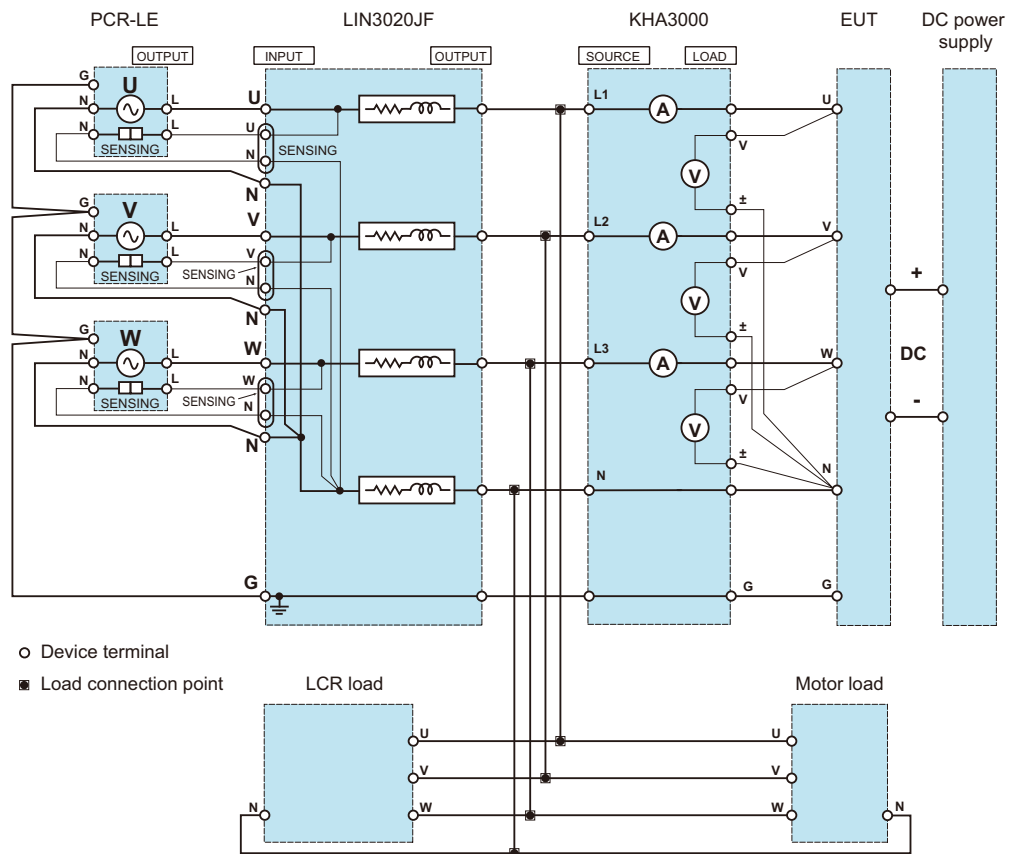 PCR-LE LIN3020JF KHA3000 EUT DC power supply
OUTPUT INPUT OUTPUT SOURCE LOAD
G
U
N L U L1 A U
N L U V
SENSING N SENSING
N
V
±
G
V
N L V L2 A V
N L V V
SENSING SENSING N
N
V
+
±
G
W
N L W L3 A W
DC
N L W V
SENSING SENSING N
-
N
V
±
N N
G G G
Device terminal
Load connection point
LCR load Motor load
U U
V V
N W W N